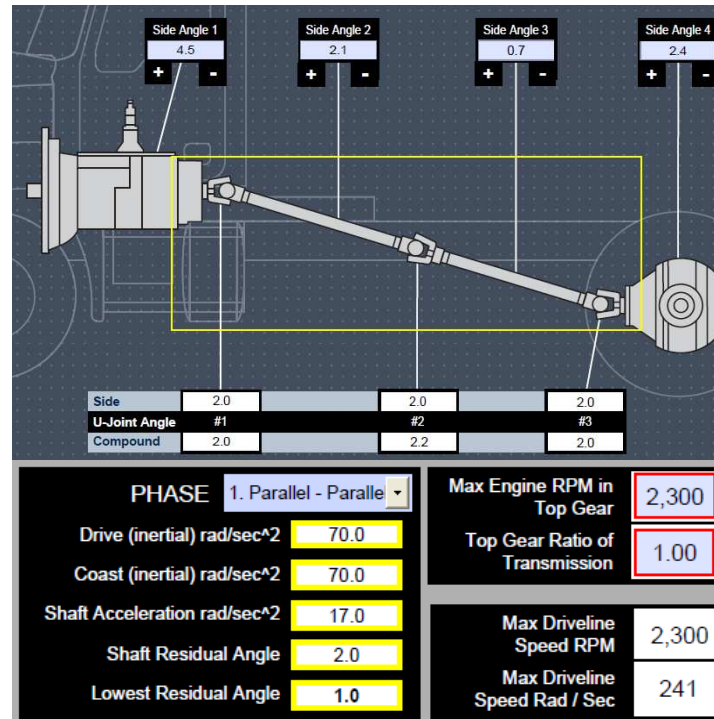 Side Angle 1 Side Angle 2 Side Angle 3 Side Angle 4
4.5 2.1 0.7 2.4
+ - + - + - + -
Side 2.0 2.0 2.0
U-Joint Angle #1 #2 #3
Compound 2.0 2.2 2.0
PHASE 1. Parallel - Paralle
Drive (inertial) rad/sec^2 70.0
Coast (inertial) rad/sec^2 70.0
Shaft Acceleration rad/sec^2 17.0
Shaft Residual Angle 2.0
Lowest Residual Angle 1.0
Max Engine RPM in
Top Gear 2,300
Top Gear Ratio of
Transmission 1.00
Max Driveline
Speed RPM 2,300
Max Driveline
Speed Rad / Sec 241